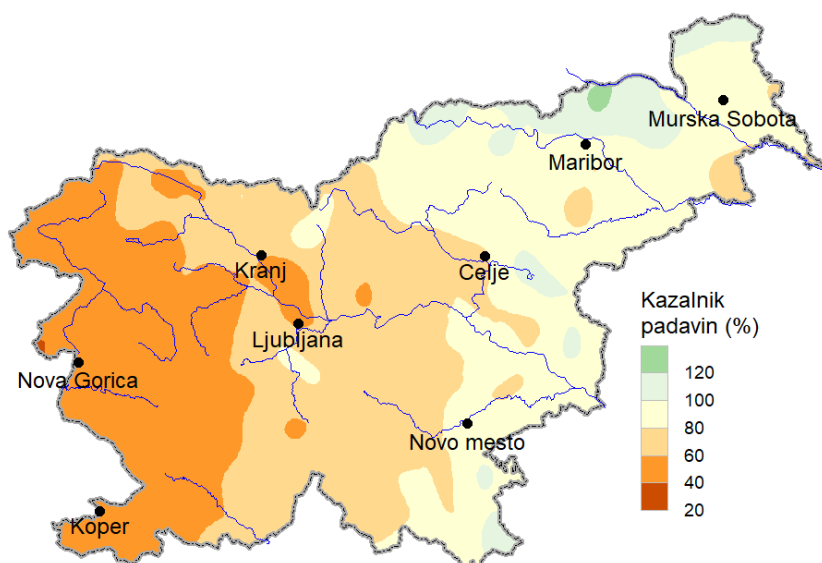 Murska Sobota
Maribor
Kranj
Celje
Ljubljana
Nova Gorica
Novo mesto
Koper
Kazalnik
padavin (%)
120
100
80
60
40
20